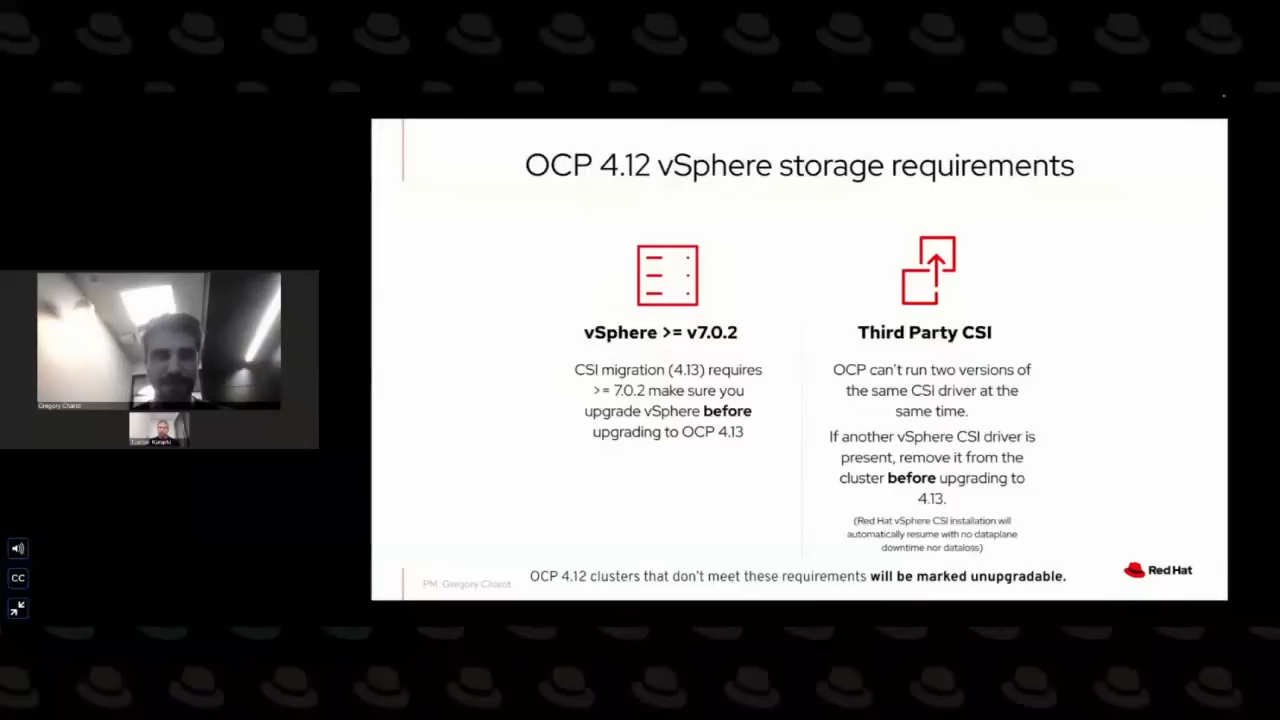 OCP 4.12 vSphere storage requirements
vSphere >= v7.0.2
CSI migration (4.13) requires
>= 7.0.2 make sure you
upgrade vSphere before
upgrading to OCP 4.13
Third Party CSI
OCP can't run two versions of
the same CSI driver at the
same time.
If another vSphere CSI driver is
present, remove it from the
cluster before upgrading to
4.13.
(Red Hat vSphere CSI installation will
automatically resume with no dataplane
downtime nor dataloss)
PM: Gregory Charot
OCP 4.12 clusters that don't meet these requirements will be marked unupgradable.
Red Hat
Gregory Charot
CC